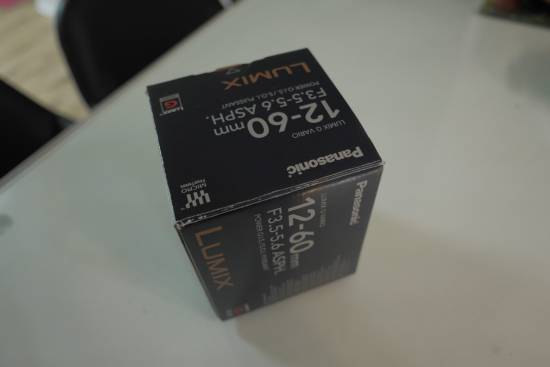 Panasonic
LUMIX G VARIO
12-60mm
F3.5-5.6 ASPH.
POWER O.I.S./S.O.I. PUISSANT
LUMIX
G
MICRO
Panasonic
LUMIX G VARIO
12-60mm
F3.5-5.6 ASPH.
POWER O.I.S./S.O.I. PUISSANT
LUMIX